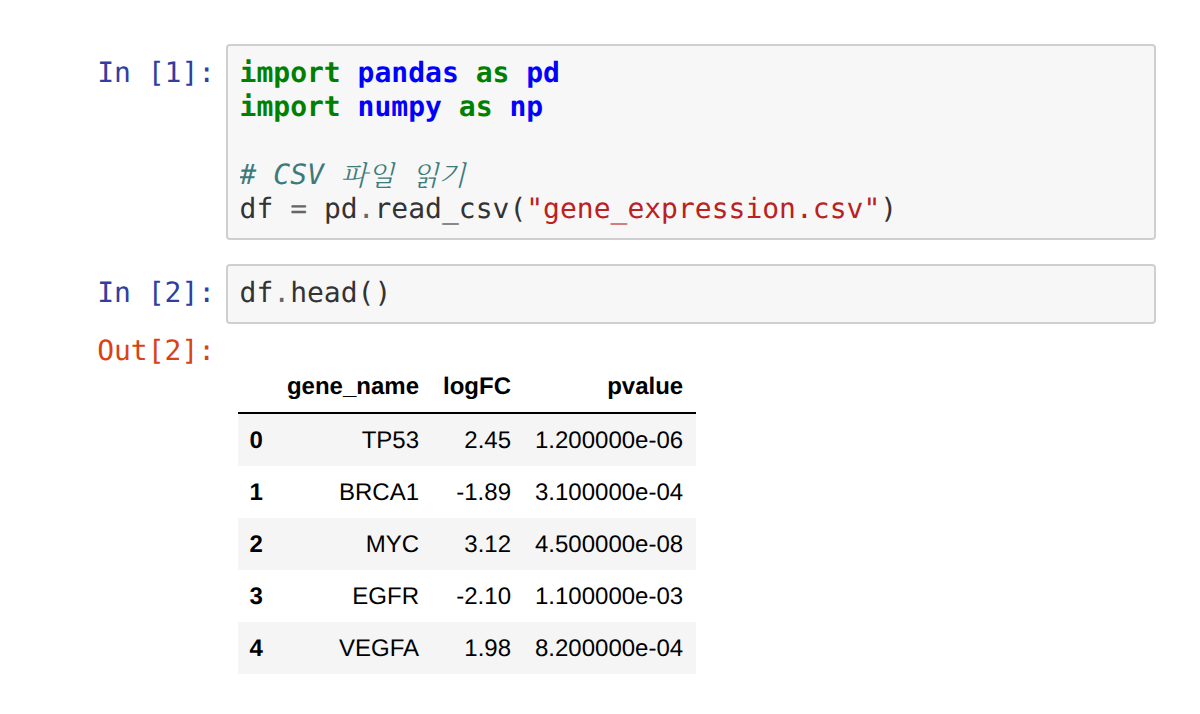 In [1]: import pandas as pd
import numpy as np
# CSV 파일 읽기
df = pd.read_csv("gene_expression.csv")
In [2]: df.head()
Out[2]:
gene_name logFC pvalue
0 TP53 2.45 1.200000e-06
1 BRCA1 -1.89 3.100000e-04
2 MYC 3.12 4.500000e-08
3 EGFR -2.10 1.100000e-03
4 VEGFA 1.98 8.200000e-04